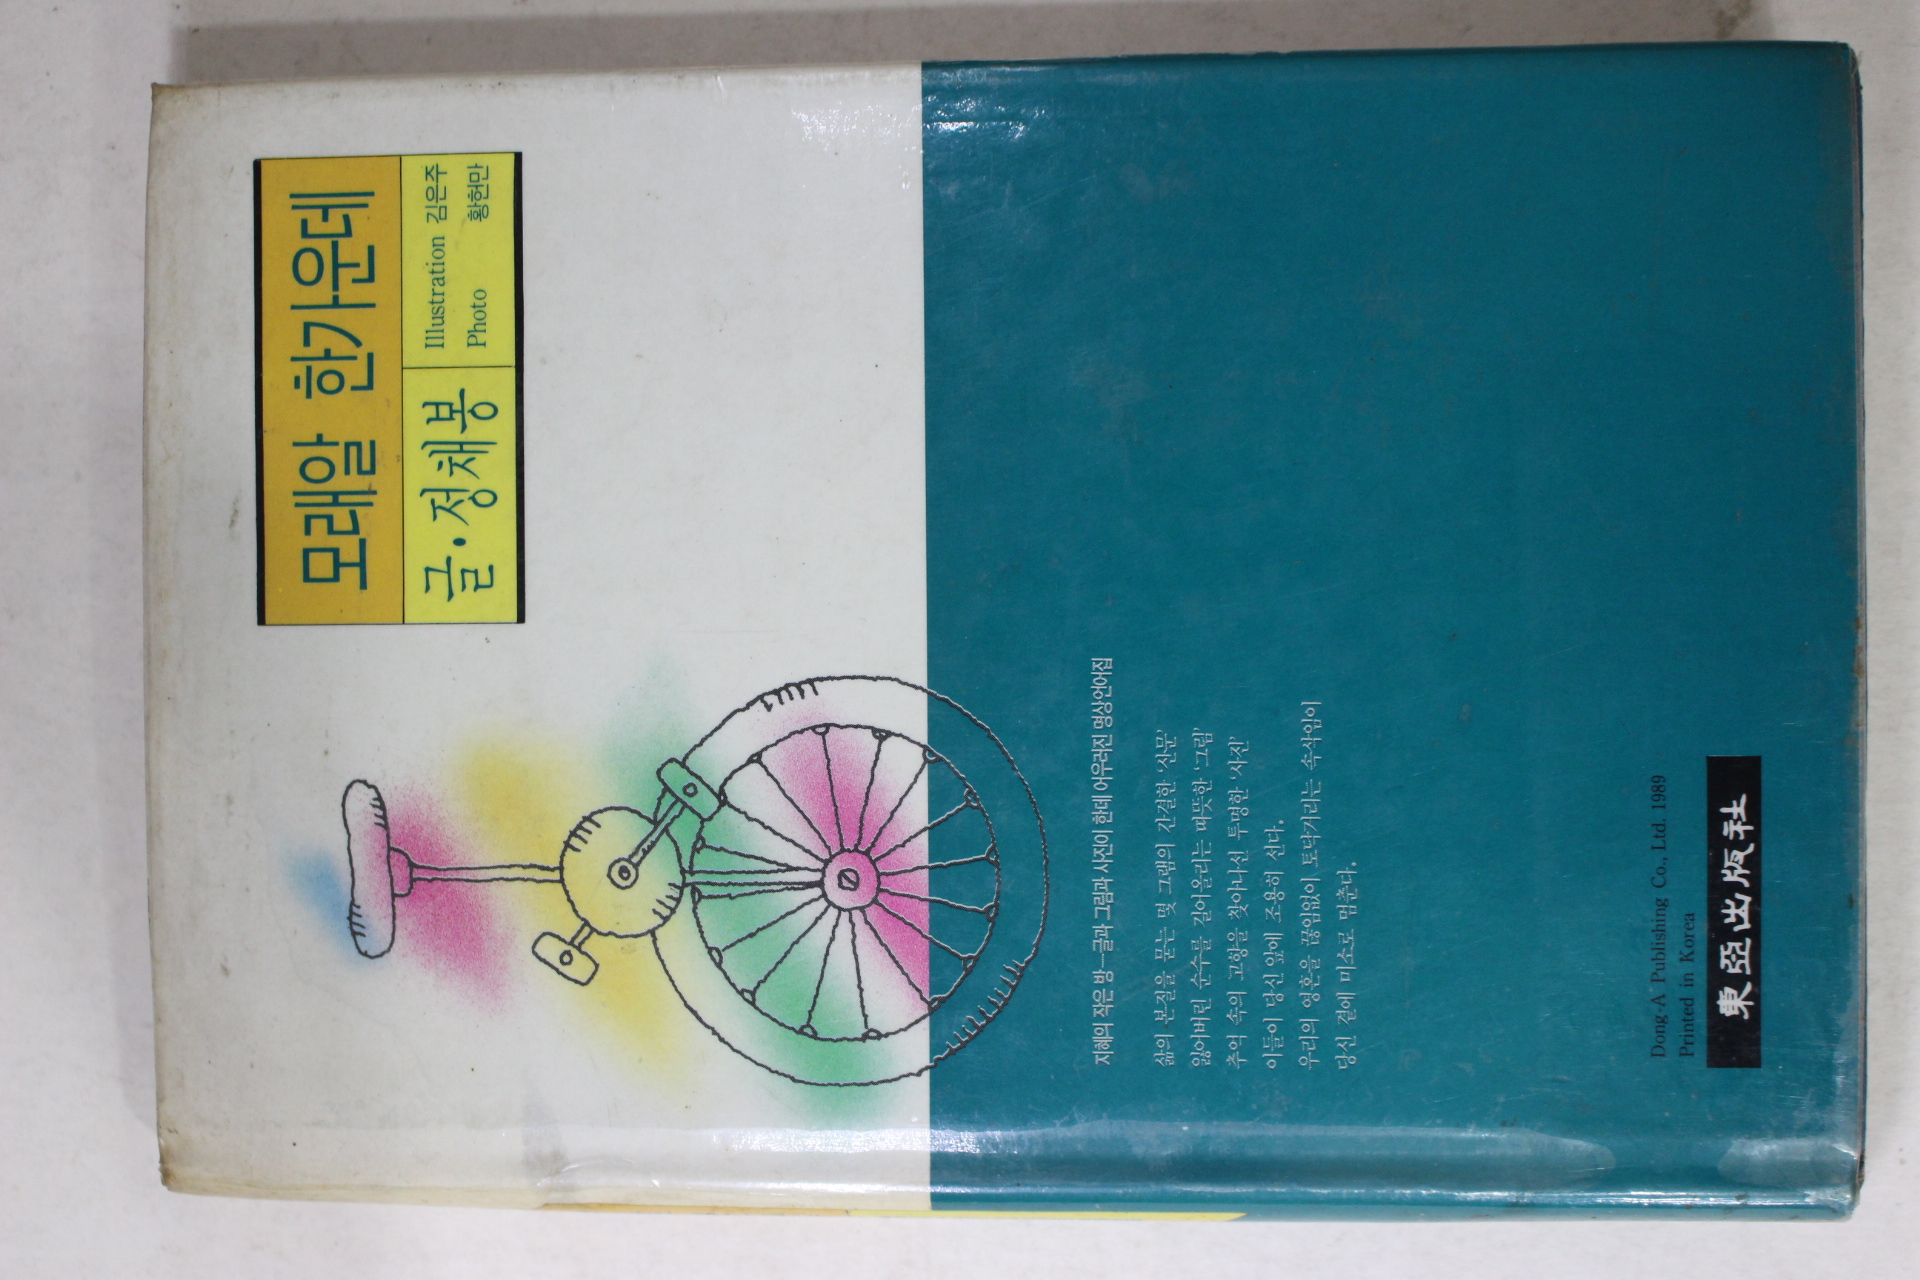 모래알 한가운데
글·정채봉
Illustration 김은주
Photo 황헌만
지혜의 작은 방—글과 그림과 사진이 한데 어우러진 명상언어집
삶의 본질을 묻는 몇 그램의 간절한 '산문'
잃어버린 순수를 길어올리는 따뜻한 '그림'
추억 속의 고향을 찾아나선 투명한 '사진'
이들이 당신 앞에 조용히 선다.
우리의 영혼을 끊임없이 토닥거리는 속삭임이
당신 곁에 미소로 멈춘다.
Dong-A Publishing Co., Ltd. 1989
Printed in Korea
東亞出版社